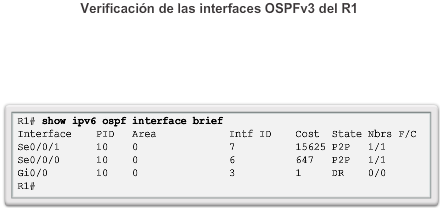 Verificación de las interfaces OSPFv3 del R1
R1# show ipv6 ospf interface brief
Interface PID Area Intf ID Cost State Nbrs F/C
Se0/0/1 10 0 7 15625 P2P 1/1
Se0/0/0 10 0 6 647 P2P 1/1
Gi0/0 10 0 3 1 DR 0/0
R1#